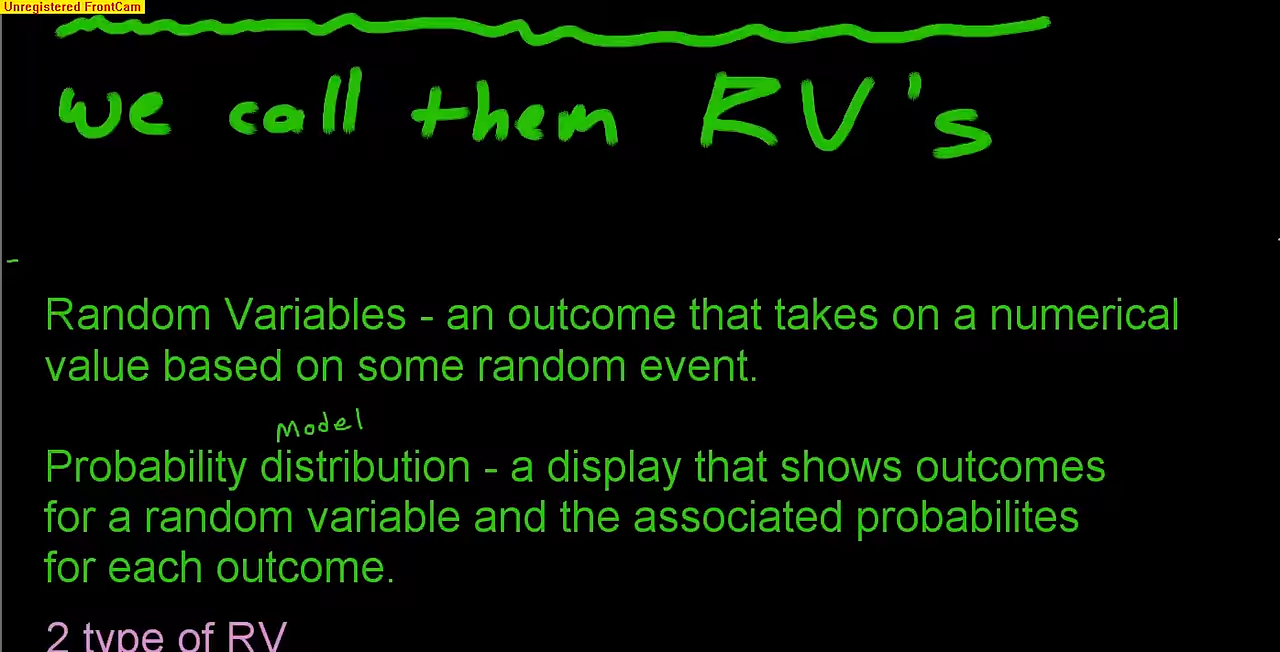 Unregistered FrontCam
we call them RV's
Random Variables - an outcome that takes on a numerical
value based on some random event.
Model
Probability distribution - a display that shows outcomes
for a random variable and the associated probabilites
for each outcome.
2 type of RV